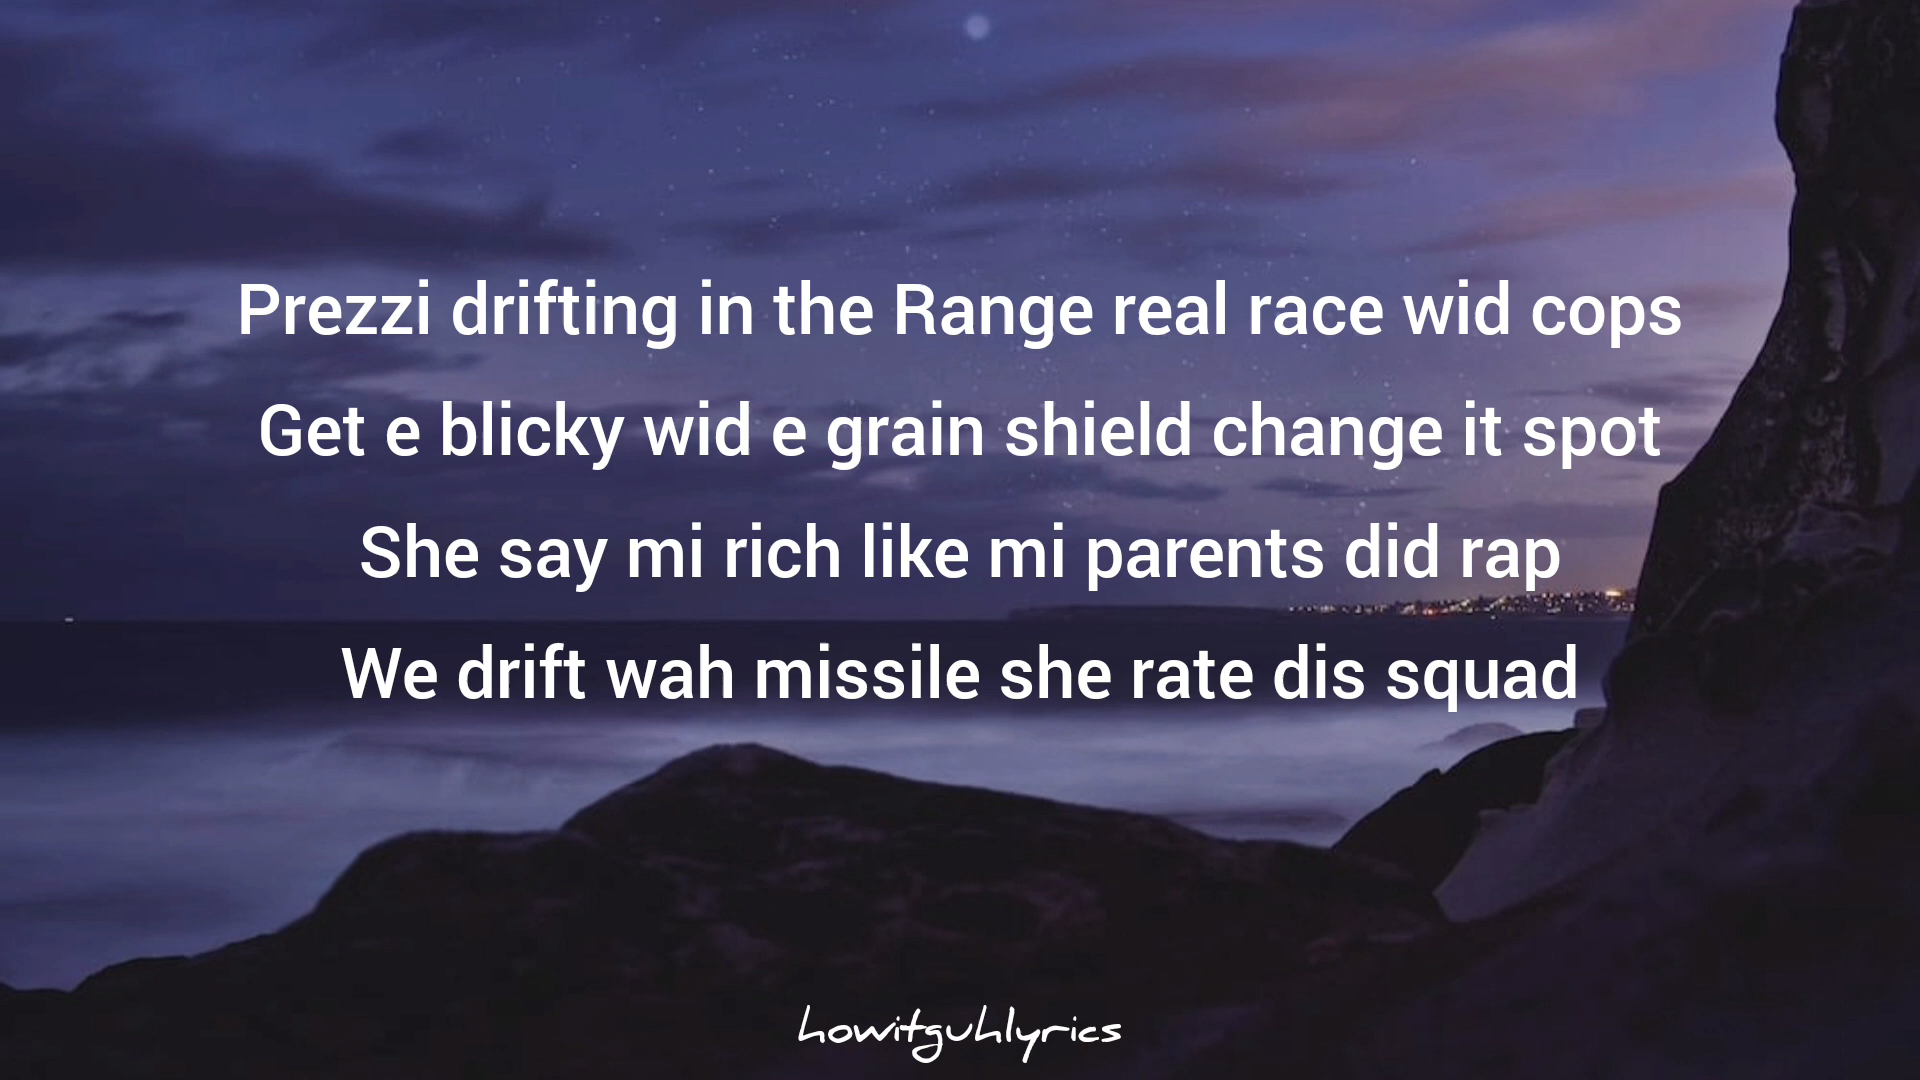 Prezzi drifting in the Range real race wid cops
Get e blicky wid e grain shield change it spot
She say mi rich like mi parents did rap
We drift wah missile she rate dis squad
howitguhlyrics